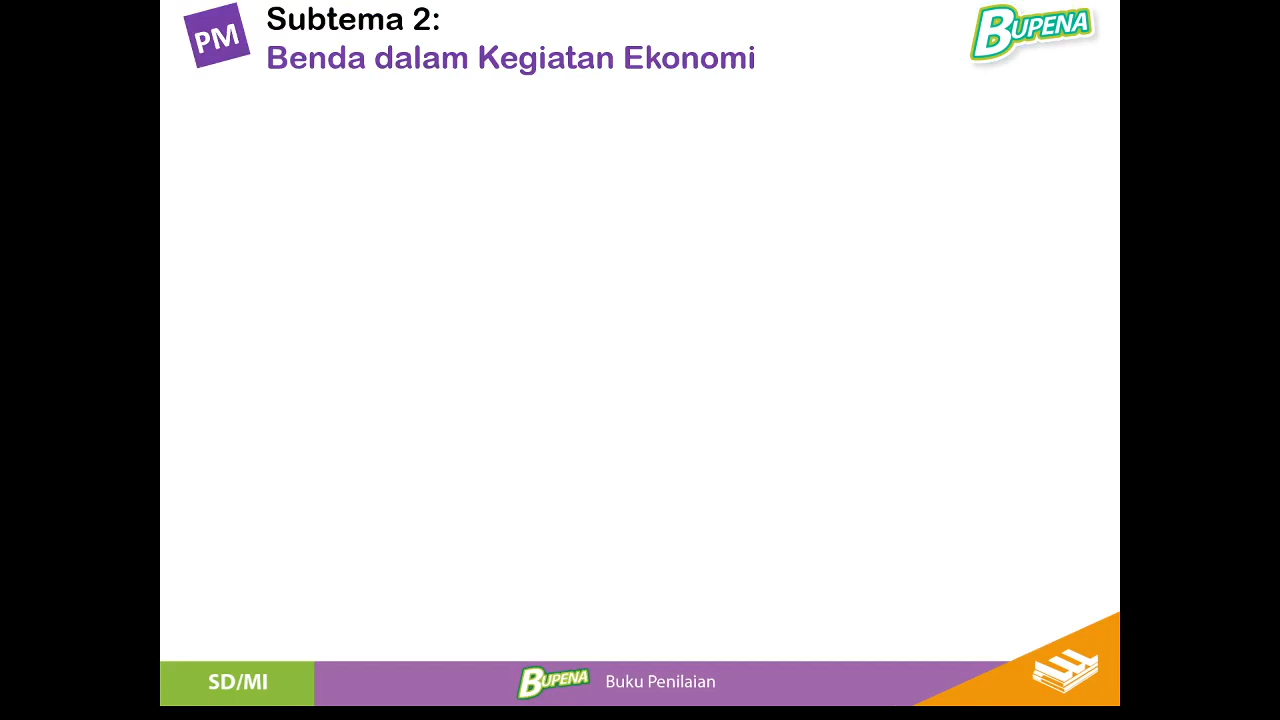 PM
Subtema 2:
Benda dalam Kegiatan Ekonomi
BUPENA
SD/MI
BUPENA
Buku Penilaian